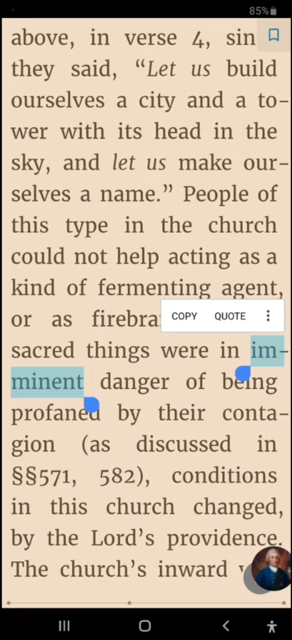 85%
above, in verse 4, sin
they said, “Let us build
ourselves a city and a to-
wer with its head in the
sky, and let us make our-
selves a name.” People of
this type in the church
could not help acting as a
kind of fermenting agent,
or as firebra
COPY QUOTE
sacred things were in im-
minent danger of being
profaned by their conta-
gion (as discussed in
§§571, 582), conditions
in this church changed,
by the Lord’s providence.
The church’s inward